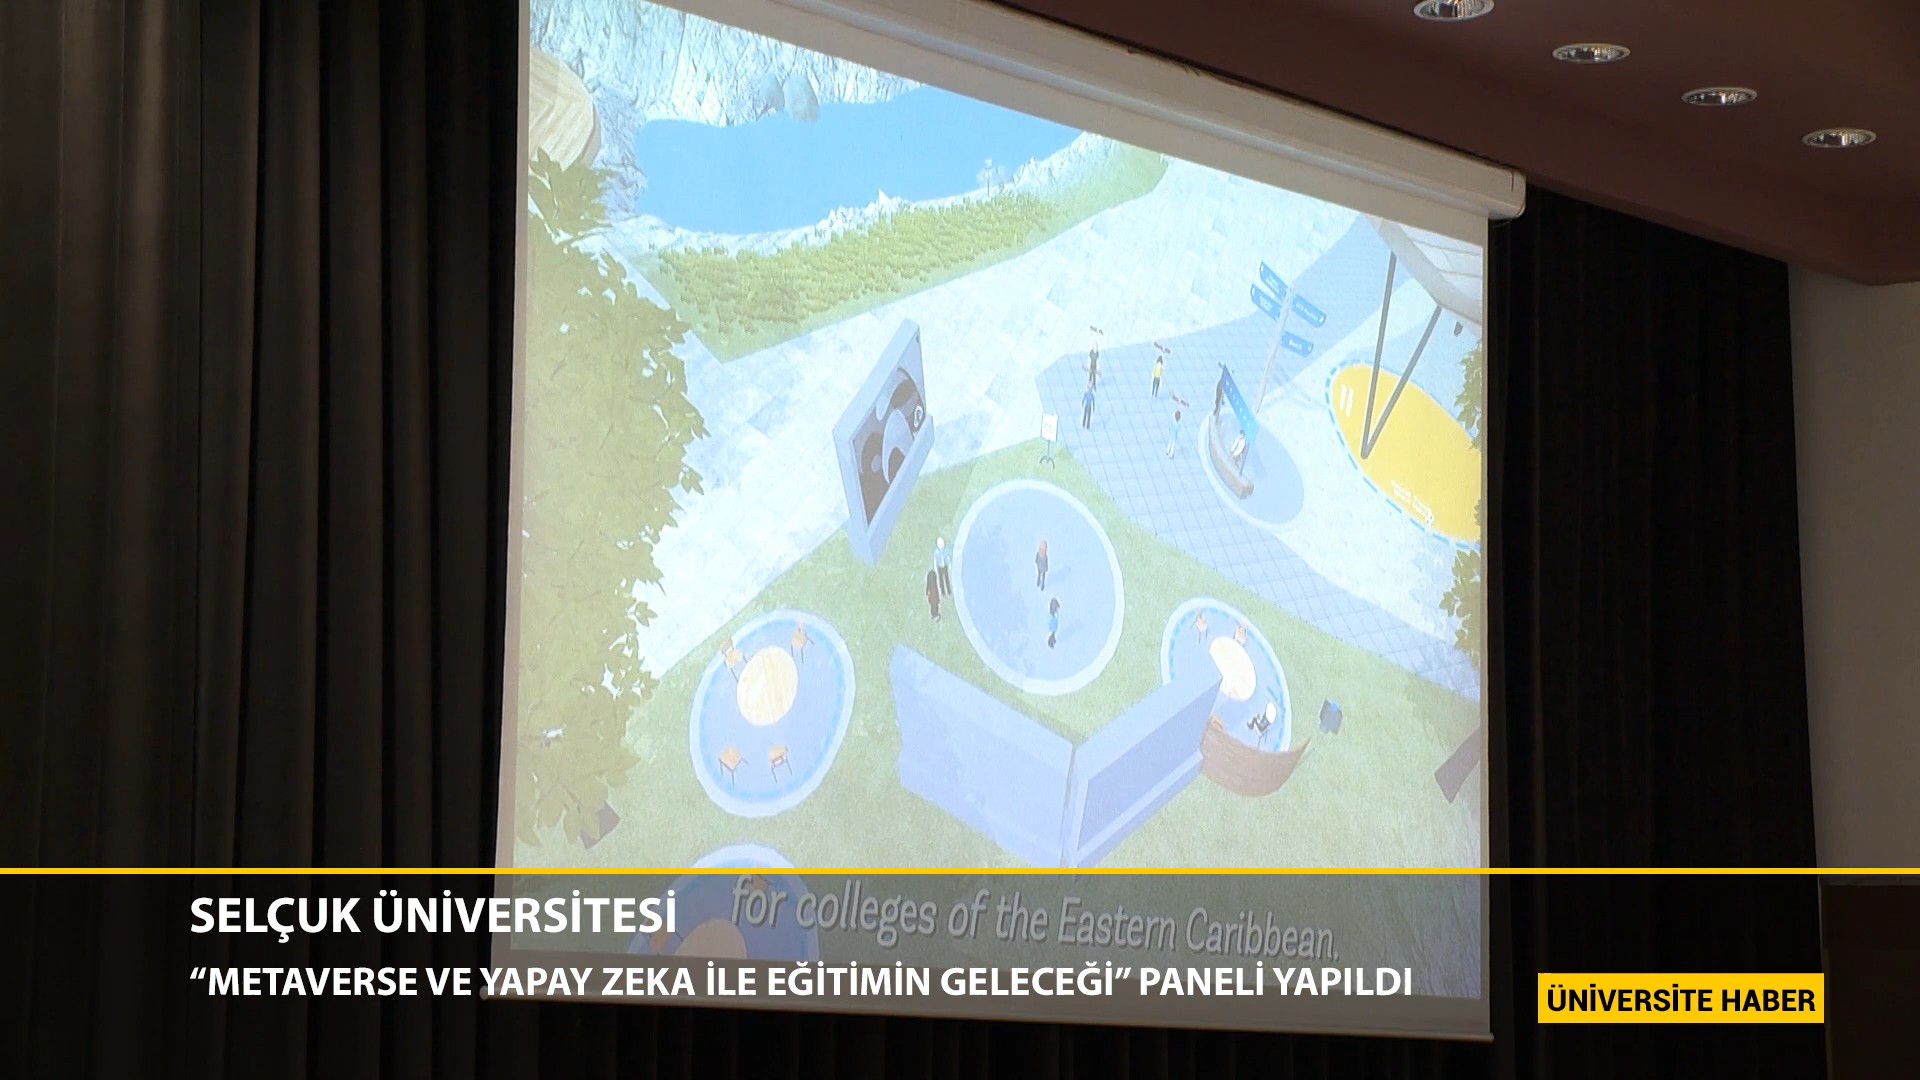 for colleges of the Eastern Caribbean.
SELÇUK ÜNİVERSİTESİ
“METAVERSE VE YAPAY ZEKA İLE EĞİTİMİN GELECEĞİ” PANELİ YAPILDI
ÜNİVERSİTE HABER